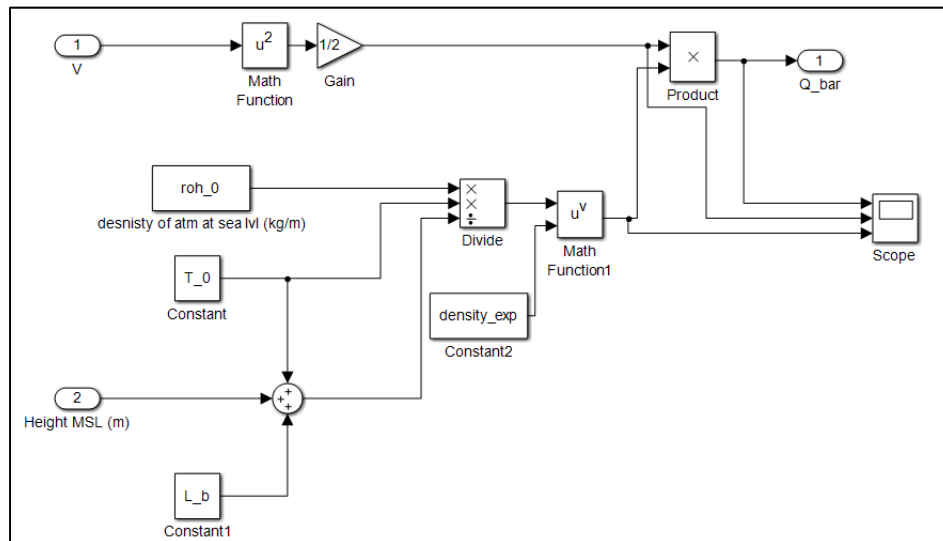 1
V
u²
Math
Function
1/2
Gain
×
Product
1
Q_bar
roh_0
desnisty of atm at sea lvl (kg/m)
×
×
÷
Divide
u^v
Math
Function1
Scope
T_0
Constant
density_exp
Constant2
2
Height MSL (m)
+
+
+
L_b
Constant1